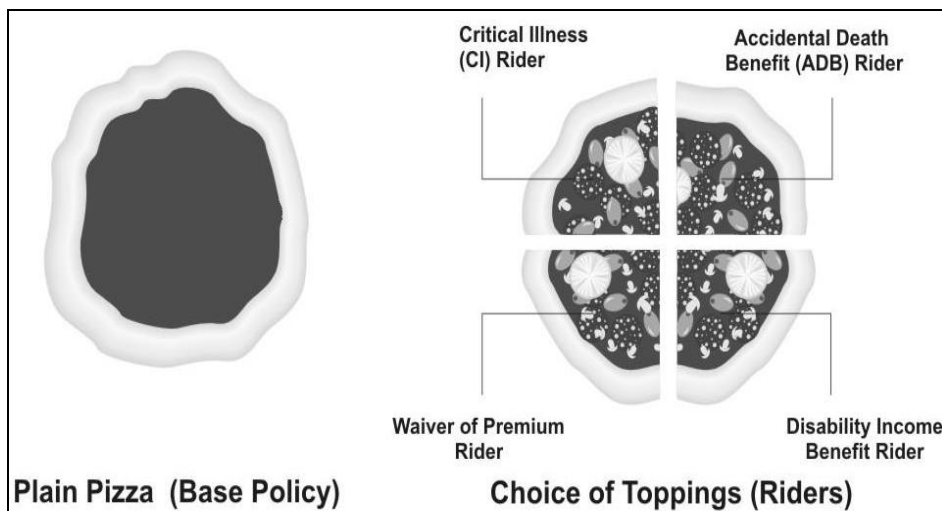 Critical Illness
(CI) Rider
Accidental Death
Benefit (ADB) Rider
Waiver of Premium
Rider
Disability Income
Benefit Rider
Plain Pizza (Base Policy)
Choice of Toppings (Riders)